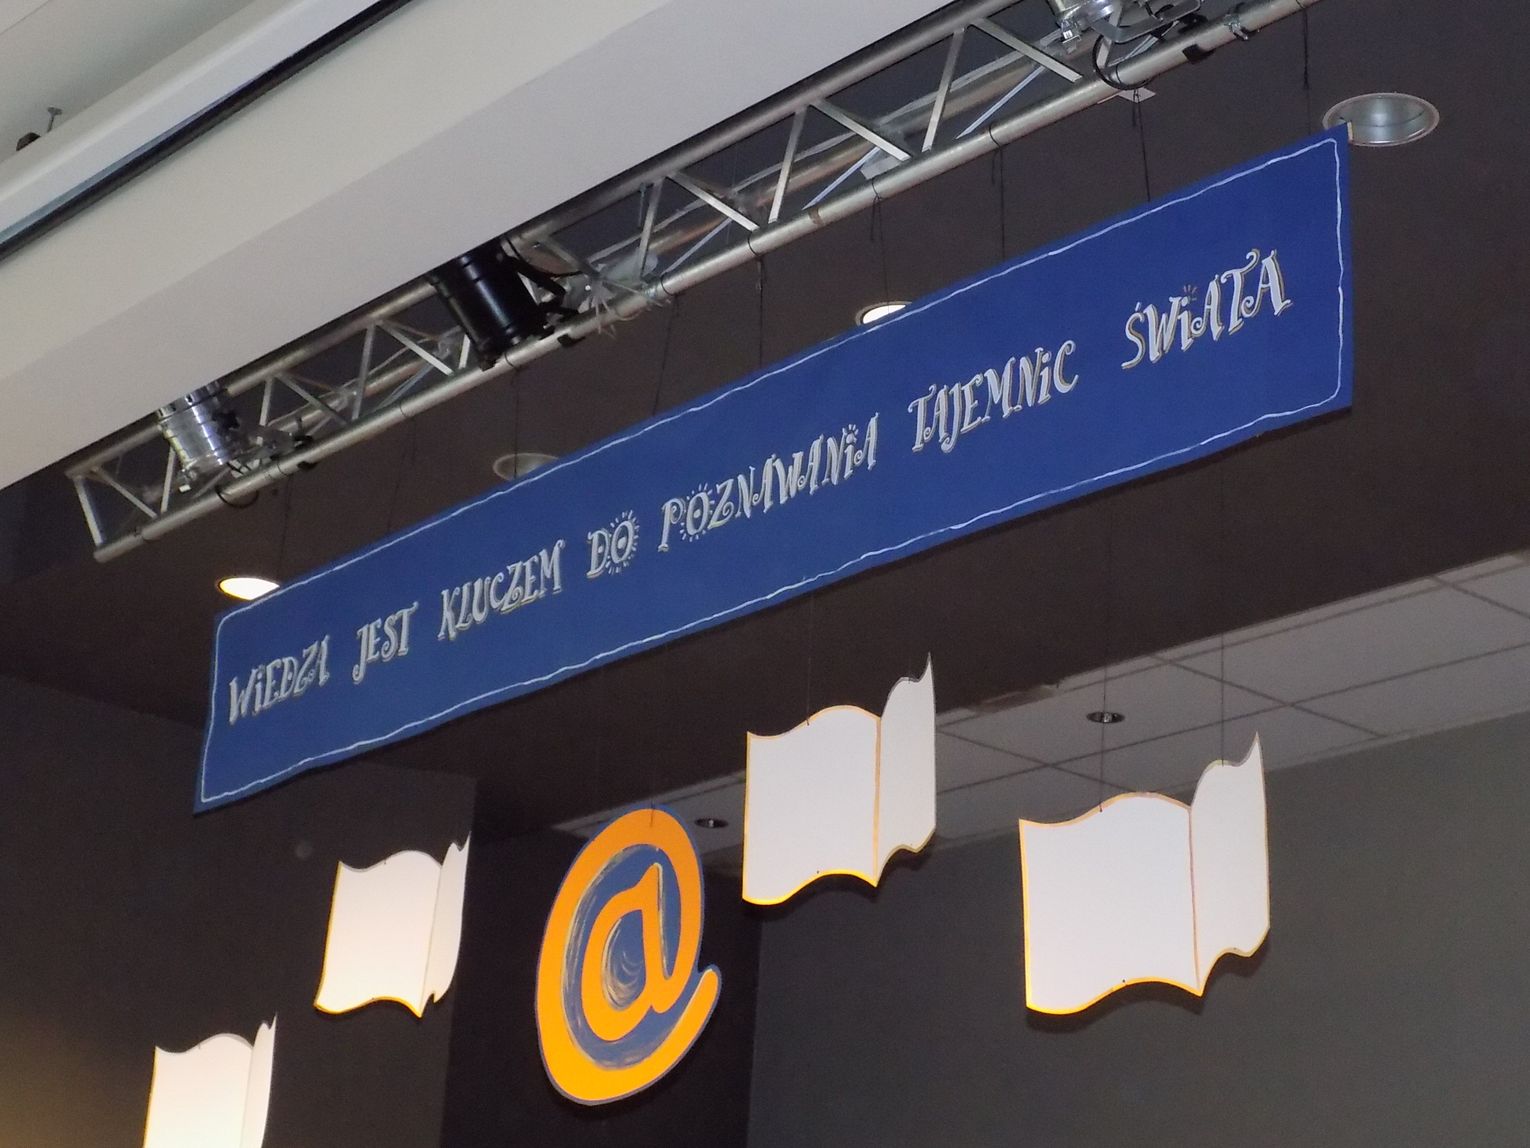 WiEDZA JEST KLUCZEM DO POZNAWANiA TAJEMNiC ŚWiATA
@